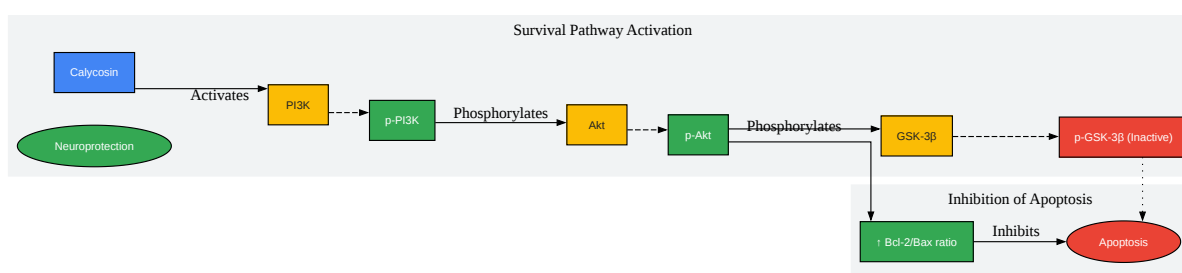 Survival Pathway Activation
Calycosin
Activates
PI3K
p-PI3K
Phosphorylates
Akt
p-Akt
Phosphorylates
GSK-3β
p-GSK-3β (Inactive)
Neuroprotection
Inhibition of Apoptosis
↑ Bcl-2/Bax ratio
Inhibits
Apoptosis